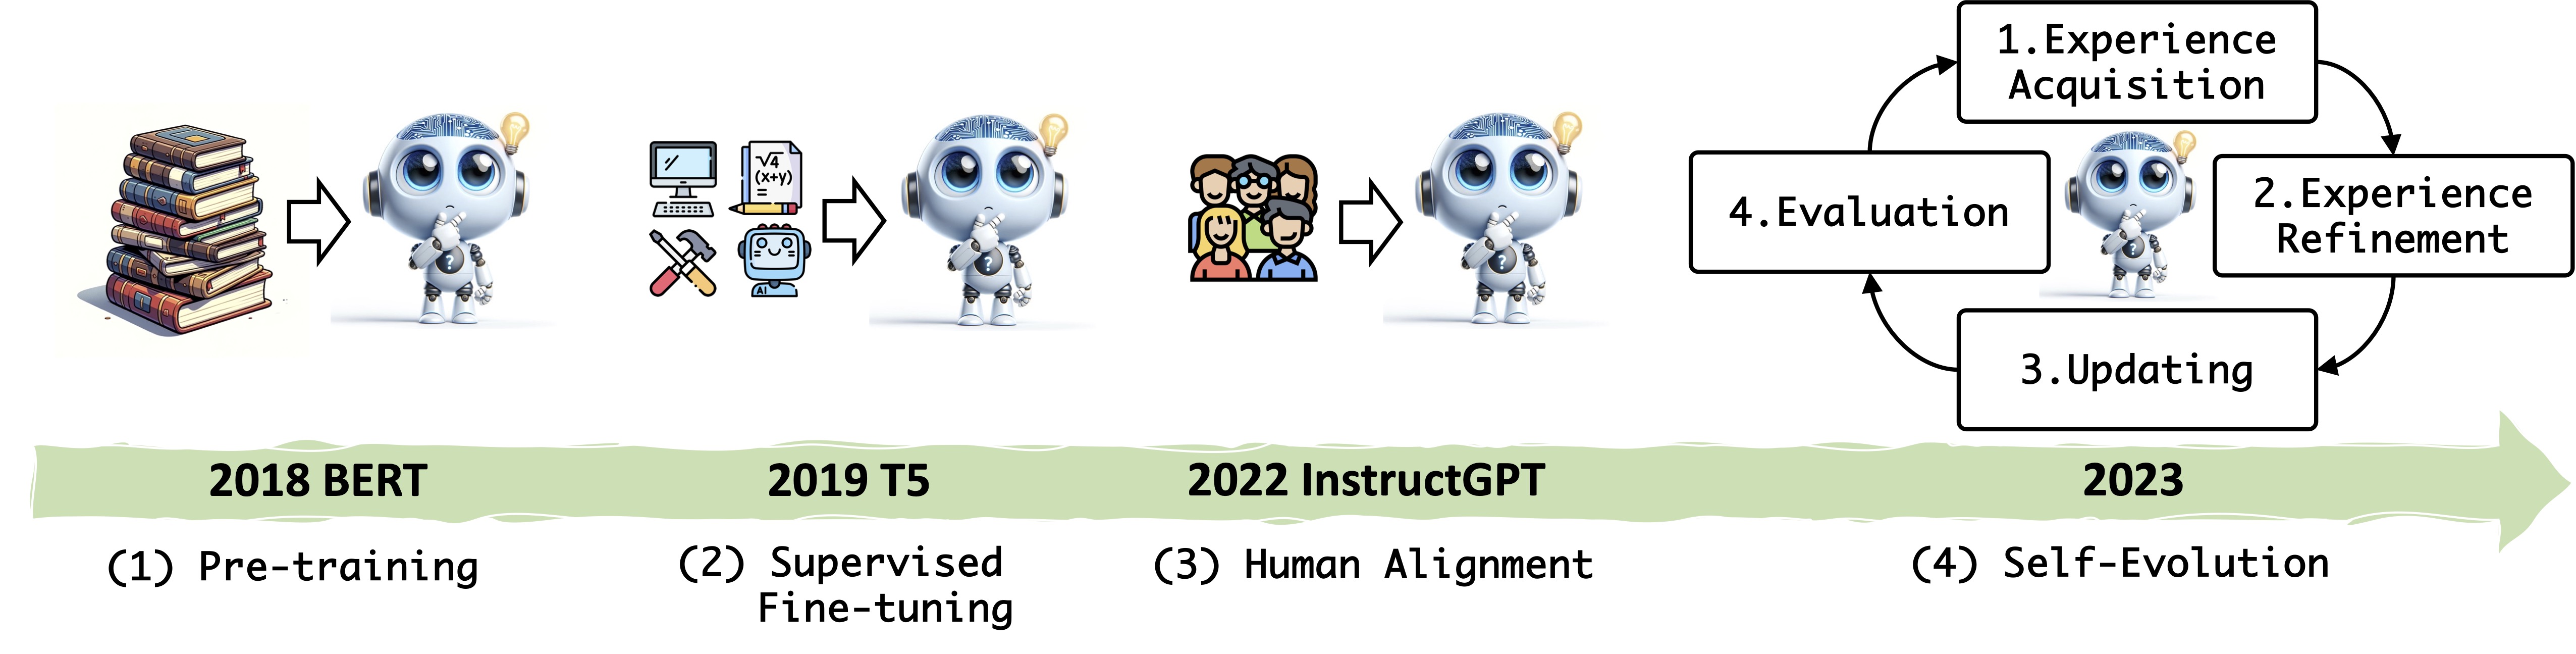 √4
(x+y)
=
AI
?
?
?
1.Experience
Acquisition
4.Evaluation
?
2.Experience
Refinement
3.Updating
2018 BERT
2019 T5
2022 InstructGPT
2023
(1) Pre-training
(2) Supervised
Fine-tuning
(3) Human Alignment
(4) Self-Evolution